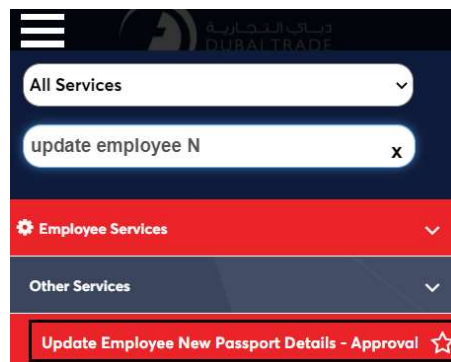 دبي التجارية
DUBAI TRADE
All Services
update employee N
x
Employee Services
Other Services
Update Employee New Passport Details - Approval